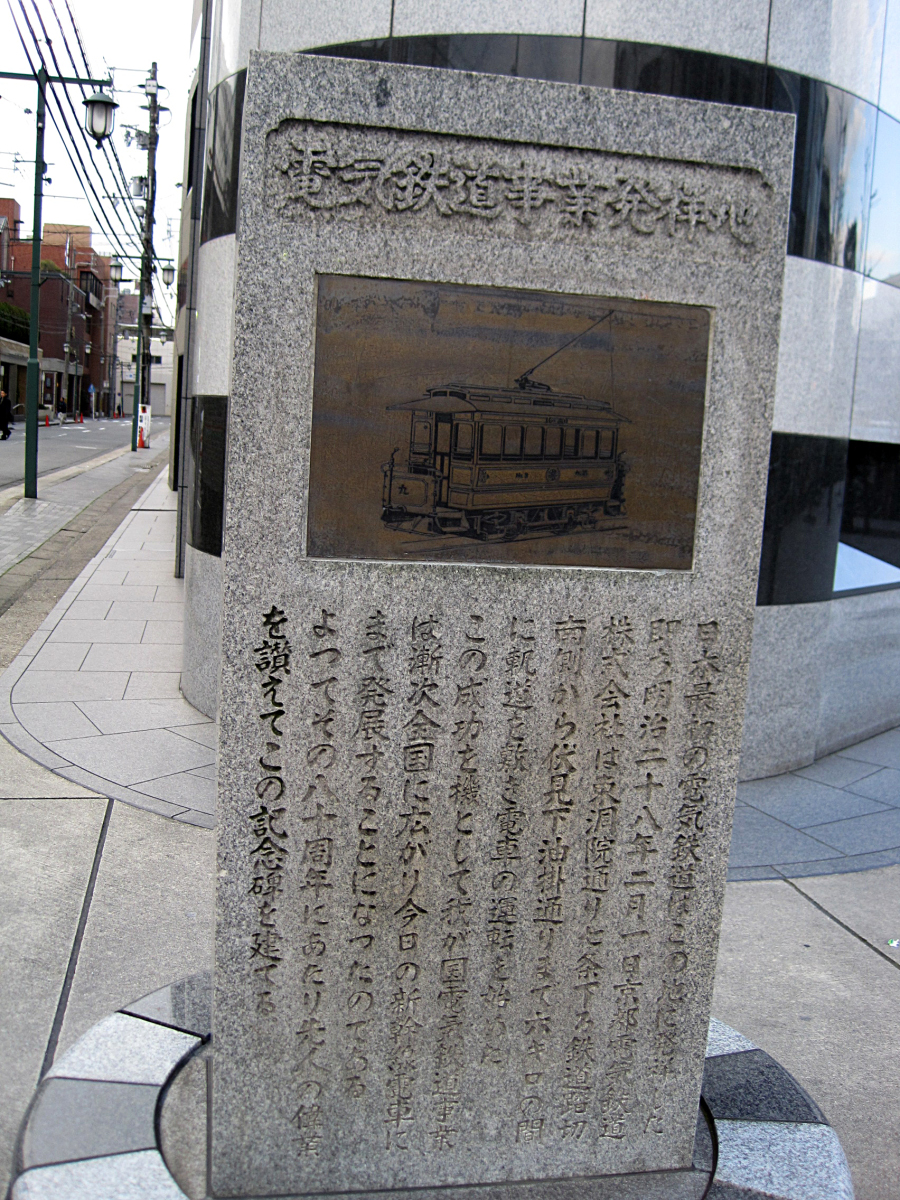 電気鉄道事業発祥地
九
日本最初の電気鉄道はこの地に発祥した
即ち明治二十八年二月一日京都電気鉄道
株式会社は東洞院通り七条下る鉄道踏切
南側から伏見下油掛通りまで六キロの間
に軌道を敷き電車の運転を始めた
この成功を機として我が国電気鉄道事業
は漸次全国に広がり今日の新幹線電車に
まで発展することになつたのである
よつてその八十周年にあたり先人の偉業
を讃えてこの記念碑を建てる